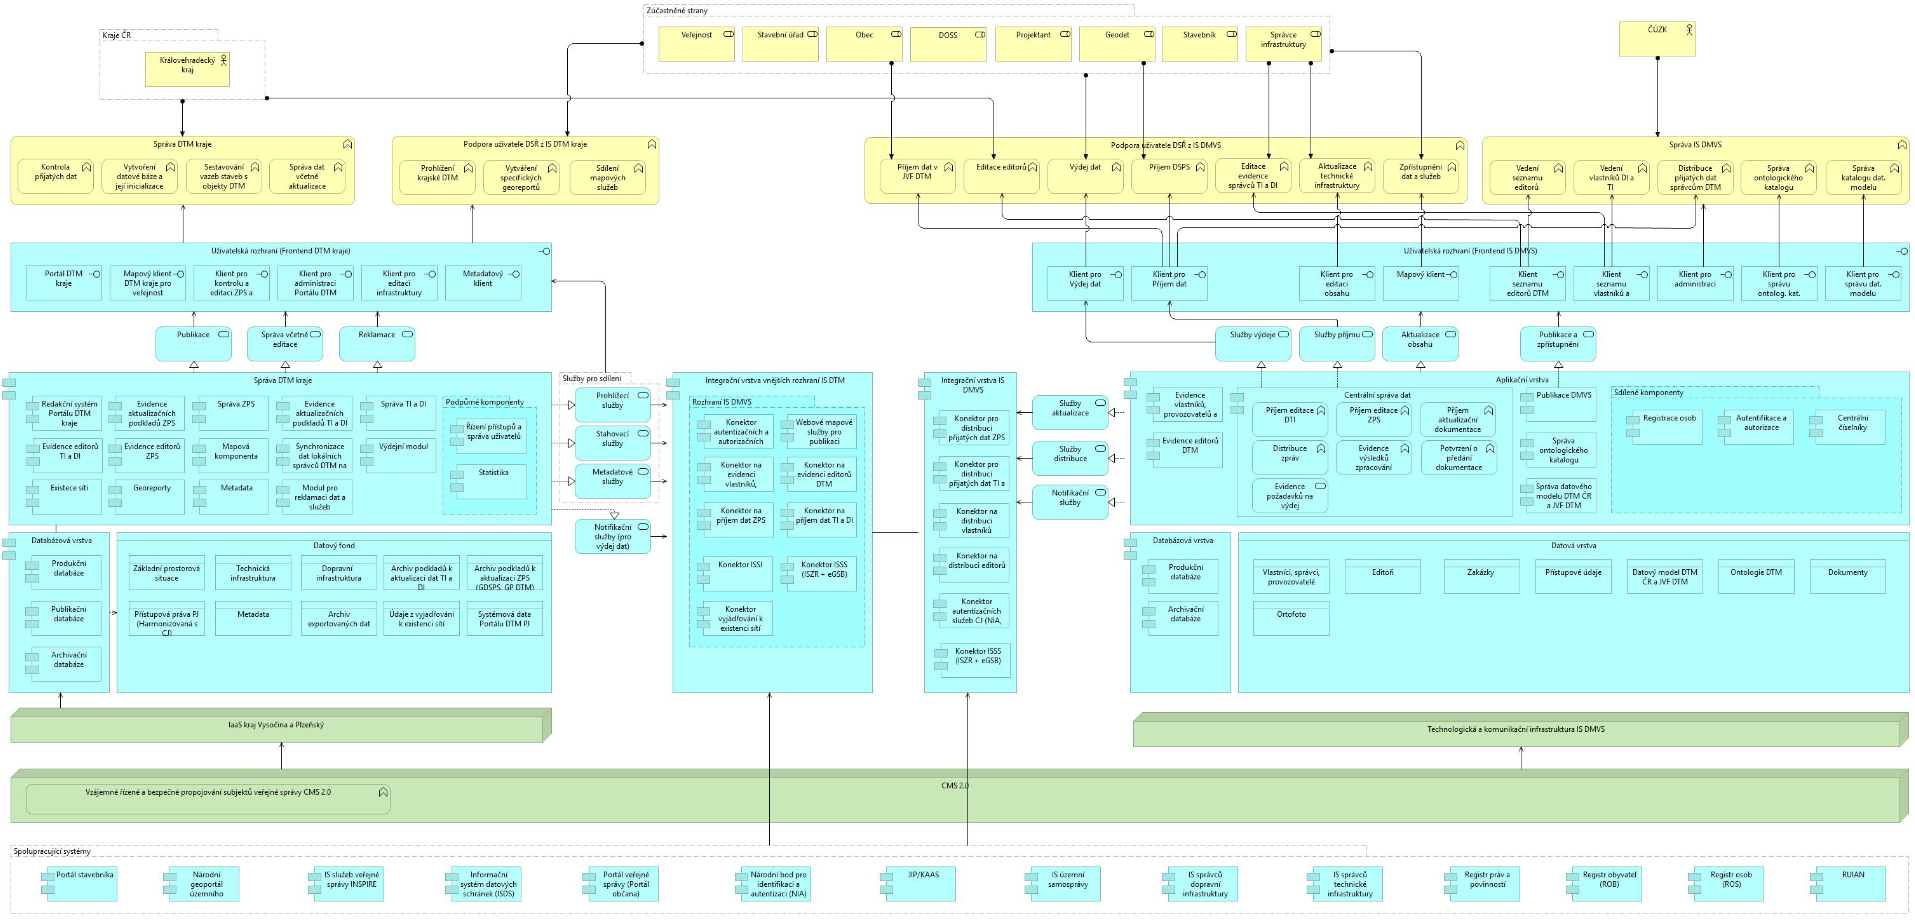 Zúčastněné strany
Veřejnost
Stavební úřad
Obec
DOSS
Projektant
Geodet
Stavebník
Správce
infrastruktury
ČÚZK
Kraje ČR
Královehradecký
kraj
Správa DTM kraje
Kontrola
přijatých dat
Vytvoření
datové báze a
její inicializace
Sestavování
vazeb staveb s
objekty DTM
Správa dat
včetně
aktualizace
Podpora uživatele DSŘ z IS DTM kraje
Prohlížení
krajské DTM
Vytváření
specifických
georeportů
Sdílení
mapových
služeb
Podpora uživatele DSŘ z IS DMVS
Příjem dat v
JVF DTM
Editace editorů
Výdej dat
Příjem DSPS
Editace
evidence
správců TI a DI
Aktualizace
technické
infrastruktury
Zpřístupnění
dat a služeb
Správa IS DMVS
Vedení
seznamu
editorů
Vedení
vlastníků DI a
TI
Distribuce
přijatých dat
správcům DTM
Správa
ontologického
katalogu
Správa
katalogu dat.
modelu
Uživatelská rozhraní (Frontend DTM kraje)
Portál DTM
kraje
Mapový klient
DTM kraje pro
veřejnost
Klient pro
kontrolu a
editaci ZPS a
Klient pro
administraci
Portálu DTM
Klient pro
editaci
infrastruktury
Metadatový
klient
Uživatelská rozhraní (Frontend IS DMVS)
Klient pro
Výdej dat
Klient pro
Příjem dat
Klient pro
editaci
obsahu
Mapový klient
Klient
seznamu
editorů DTM
Klient
seznamu
vlastníků a
Klient pro
administraci
Klient pro
správu
ontolog. kat.
Klient pro
správu dat.
modelu
Publikace
Správa včetně
editace
Reklamace
Služby výdeje
Služby příjmu
Aktualizace
obsahu
Publikace a
zpřístupnění
Správa DTM kraje
Redakční systém
Portálu DTM
kraje
Evidence
aktualizačních
podkladů ZPS
Správa ZPS
Evidence
aktualizačních
podkladů TI a DI
Správa TI a DI
Evidence editorů
TI a DI
Evidence editorů
ZPS
Mapová
komponenta
Synchronizace
dat lokálních
správců DTM na
Výdejní modul
Existece síti
Georeporty
Metadata
Modul pro
reklamaci dat a
služeb
Podpůrné komponenty
Řízení přístupů a
správa uživatelů
Statistika
Služby pro sdílení
Prohlížecí
služby
Stahovací
služby
Metadatové
služby
Notifikační
služby (pro
výdej dat)
Integrační vrstva vnějších rozhraní IS DTM
Rozhraní IS DMVS
Konektor
autentizačních a
autorizačních
Webové mapové
služby pro
publikaci
Konektor na
evidenci
vlastníků,
Konektor na
evidenci editorů
DTM
Konektor na
příjem dat ZPS
Konektor na
příjem dat TI a DI
Konektor ISSI
Konektor ISSS
(ISZR + eGSB)
Konektor
vyjádřování k
existenci sítí
Integrační vrstva IS
DMVS
Konektor pro
distribuci
přijatých dat ZPS
Konektor pro
distribuci
přijatých dat TI a
Konektor na
distribuci
vlastníků
Konektor na
distribuci editorů
Konektor
autentizačních
služeb CJ (NIA,
Konektor ISSS
(ISZR + eGSB)
Služby
aktualizace
Služby
distribuce
Notifikační
služby
Aplikační vrstva
Evidence
vlastníků,
provozovatelů a
Evidence editorů
DTM
Centrální správa dat
Příjem editace
DTI
Příjem editace
ZPS
Příjem
aktualizační
dokumentace
Distribuce
zpráv
Evidence
výsledků
zpracování
Potvrzení o
předání
dokumentace
Evidence
požadavků na
výdej
Publikace DMVS
Správa
ontologického
katalogu
Správa datového
modelu DTM ČR
a JVF DTM
Sdílené komponenty
Registrace osob
Autentifikace a
autorizace
Centrální
číselníky
Databázová vrstva
Produkční
databáze
Publikační
databáze
Archivační
databáze
Datový fond
Základní prostorová
situace
Technická
infrastruktura
Dopravní
infrastruktura
Archiv podkladů k
aktualizaci dat TI a
DI
Archiv podkladů k
aktualizaci ZPS
(GDSPS, GP DTM)
Přístupová práva PJ
(Harmonizovaná s
CJ)
Metadata
Archiv
exportovaných dat
Údaje z vyjadřování
k existenci sítí
Systémová data
Portálu DTM PJ
Databázová vrstva
Produkční
databáze
Archivační
databáze
Datová vrstva
Vlastníci, správci,
provozovatelé
Editoři
Zakázky
Přístupové údaje
Datový model DTM
ČR a JVF DTM
Ontologie DTM
Dokumenty
Ortofoto
IaaS kraj Vysočina a Plzeňský
Technologická a komunikační infrastruktura IS DMVS
CMS 2.0
Vzájemné řízené a bezpečné propojování subjektů veřejné správy CMS 2.0
Spolupracující systémy
Portál stavebníka
Národní
geoportál
územního
IS služeb veřejné
správy INSPIRE
Informační
systém datových
schránek (ISDS)
Portál veřejné
správy (Portál
občana)
Národní bod pro
identifikaci a
autentizaci (NIA)
JIP/KAAS
IS územní
samosprávy
IS správců
dopravní
infrastruktury
IS správců
technické
infrastruktury
Registr práv a
povinností
Registr obyvatel
(ROB)
Registr osob
(ROS)
RUIAN